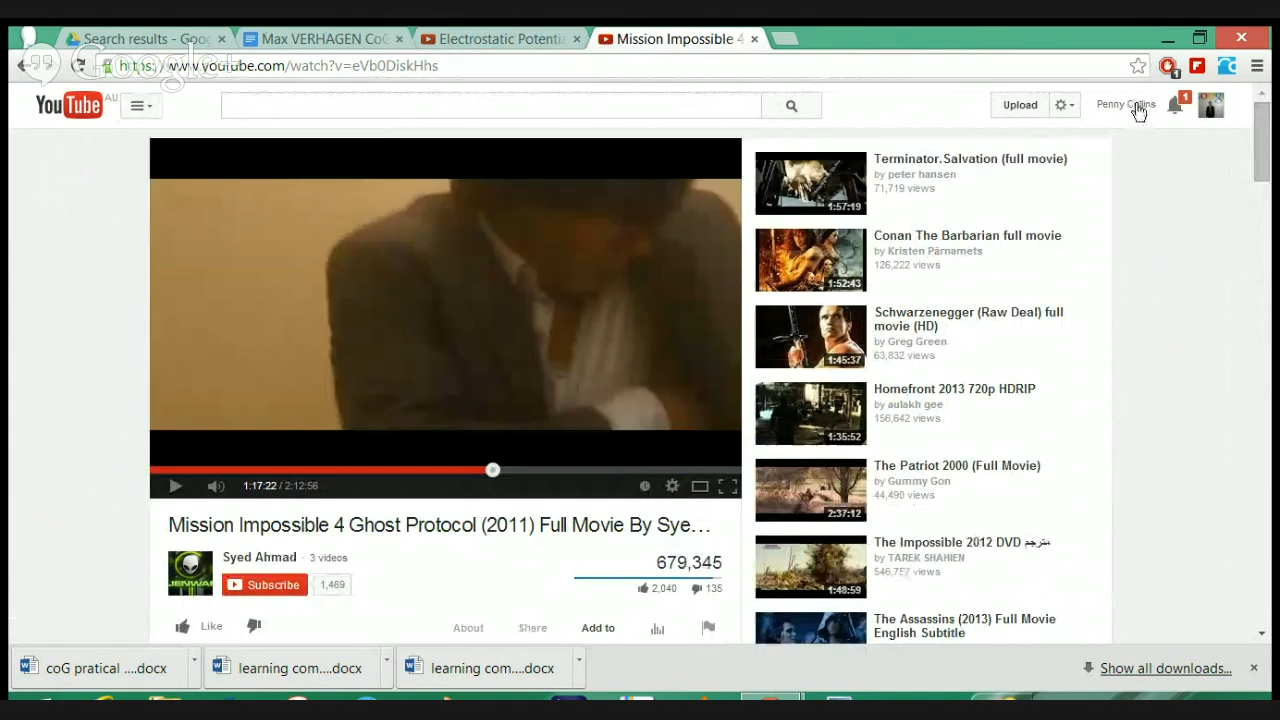 Search results - Goo
Max VERHAGEN CoG
Electrostatic Potentia
Mission Impossible 4
Google+
https://www.youtube.com/watch?v=eVb0DiskHhs
1
YouTube AU
Upload
Penny Collins
1
Terminator.Salvation (full movie)
by peter hansen
71,719 views
1:57:19
Conan The Barbarian full movie
by Kristen Pärnamets
126,222 views
1:52:43
Schwarzenegger (Raw Deal) full
movie (HD)
by Greg Green
63,832 views
1:45:37
Homefront 2013 720p HDRIP
by aulakh gee
156,642 views
1:35:52
The Patriot 2000 (Full Movie)
by Gummy Gon
44,490 views
2:37:12
The Impossible 2012 DVD مترجم
by TAREK SHAHIEN
546,757 views
1:48:59
The Assassins (2013) Full Movie
English Subtitle
1:17:22 / 2:12:56
Mission Impossible 4 Ghost Protocol (2011) Full Movie By Sye...
Syed Ahmad · 3 videos
Subscribe 1,469
679,345
2,040 135
Like
About
Share
Add to
coG pratical ....docx
learning com....docx
learning com....docx
Show all downloads...